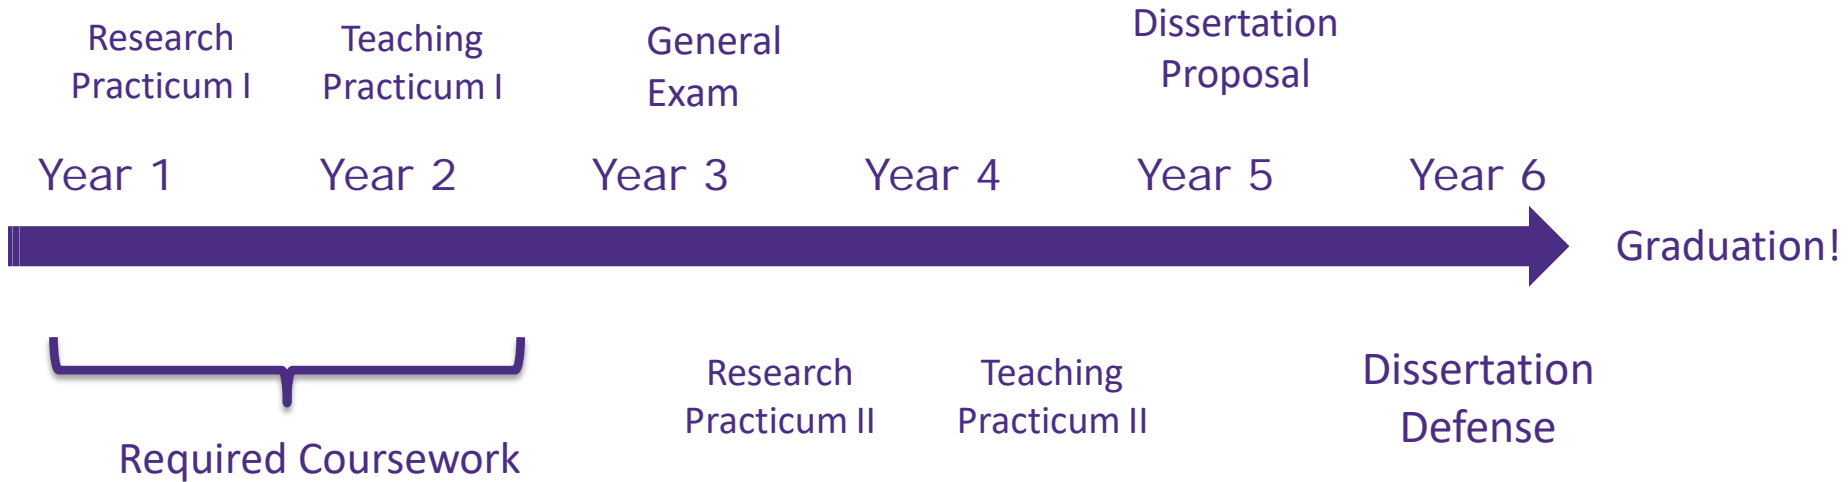 Research
Practicum I
Teaching
Practicum I
General
Exam
Dissertation
Proposal
Year 1
Year 2
Year 3
Year 4
Year 5
Year 6
Graduation!
Required Coursework
Research
Practicum II
Teaching
Practicum II
Dissertation
Defense